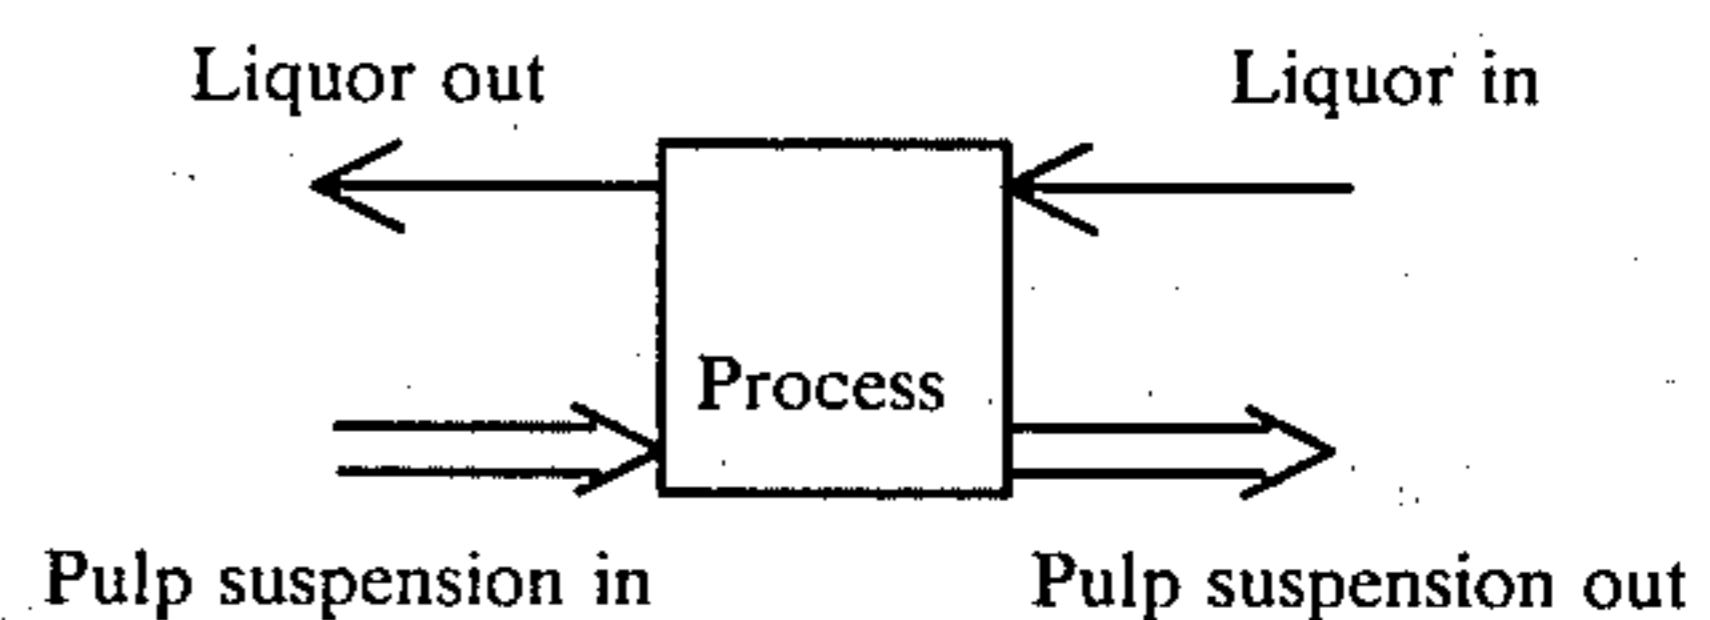 Liquor out
Liquor in
Process
Pulp suspension in
Pulp suspension out